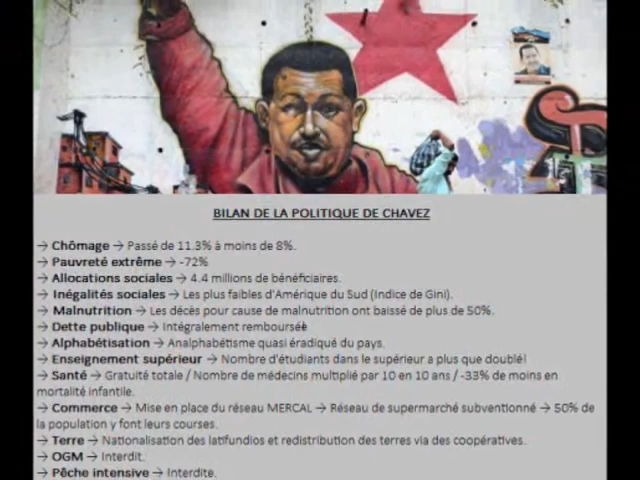 BILAN DE LA POLITIQUE DE CHAVEZ
→ Chômage → Passé de 11.3% à moins de 8%.
→ Pauvreté extrême → -72%
→ Allocations sociales → 4.4 millions de bénéficiaires.
→ Inégalités sociales → Les plus faibles d'Amérique du Sud (Indice de Gini).
→ Malnutrition → Les décès pour cause de malnutrition ont baissé de plus de 50%.
→ Dette publique → Intégralement remboursée
→ Alphabétisation → Analphabétisme quasi éradiqué du pays.
→ Enseignement supérieur → Nombre d'étudiants dans le supérieur a plus que doublé!
→ Santé → Gratuité totale / Nombre de médecins multiplié par 10 en 10 ans / -33% de moins en
mortalité infantile.
→ Commerce → Mise en place du réseau MERCAL → Réseau de supermarché subventionné → 50% de
la population y font leurs courses.
→ Terre → Nationalisation des latifundios et redistribution des terres via des coopératives.
→ OGM → Interdit.
→ Pêche intensive → Interdite.